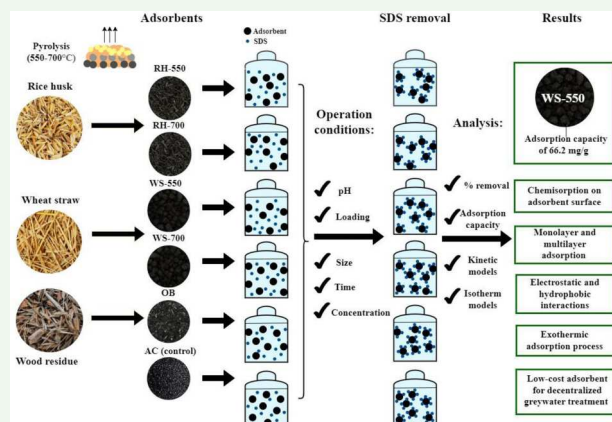 Adsorbents
SDS removal
Results
Pyrolysis
(550-700°C)
Adsorbent
SDS
Rice husk
RH-550
RH-700
Wheat straw
WS-550
WS-700
OB
Wood residue
AC (control)
Operation
conditions:
pH
Loading
Size
Time
Concentration
Analysis:
% removal
Adsorption
capacity
Kinetic
models
Isotherm
models
WS-550
Adsorption capacity
of 66.2 mg/g
Chemisorption on
adsorbent surface
Monolayer and
multilayer
adsorption
Electrostatic and
hydrophobic
interactions
Exothermic
adsorption process
Low-cost adsorbent
for decentralized
greywater treatment